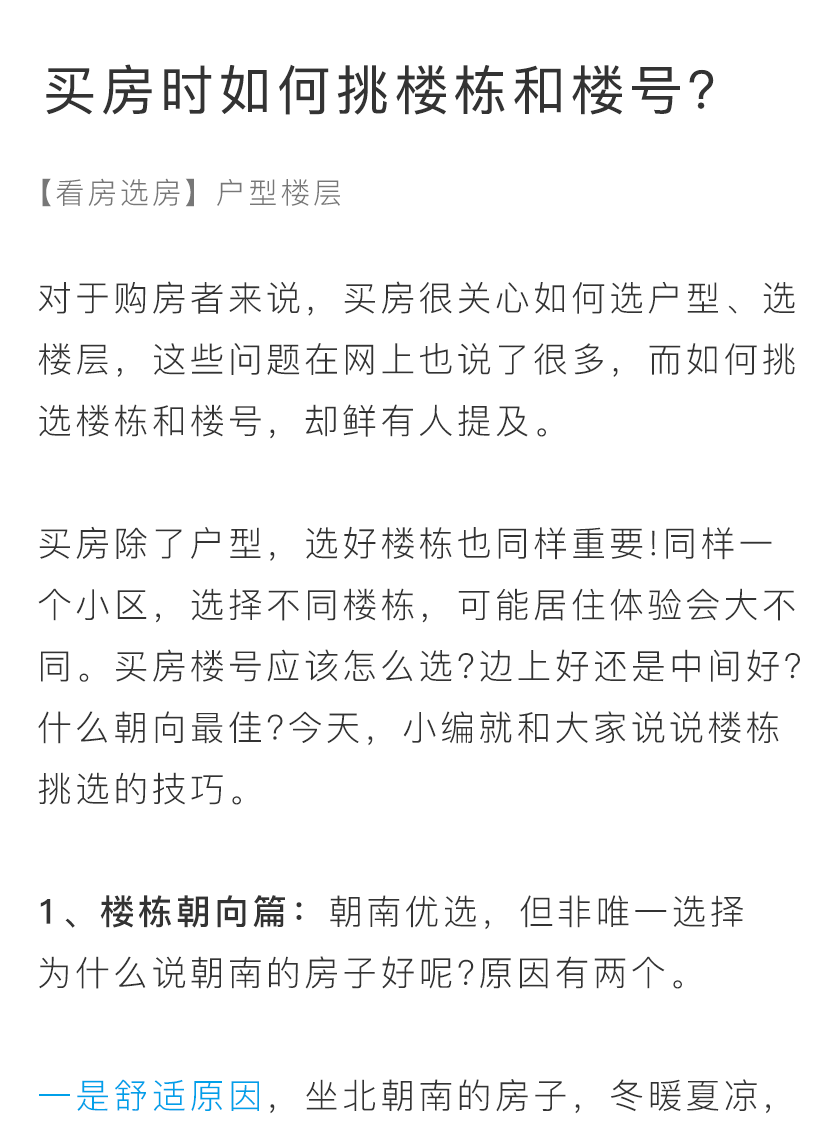 买房时如何挑楼栋和楼号?
【看房选房】户型楼层
对于购房者来说，买房很关心如何选户型、选
楼层，这些问题在网上也说了很多，而如何挑
选楼栋和楼号，却鲜有人提及。
买房除了户型，选好楼栋也同样重要!同样一
个小区，选择不同楼栋，可能居住体验会大不
同。买房楼号应该怎么选?边上好还是中间好?
什么朝向最佳?今天，小编就和大家说说楼栋
挑选的技巧。
1、楼栋朝向篇：朝南优选，但非唯一选择
为什么说朝南的房子好呢?原因有两个。
一是舒适原因，坐北朝南的房子，冬暖夏凉，